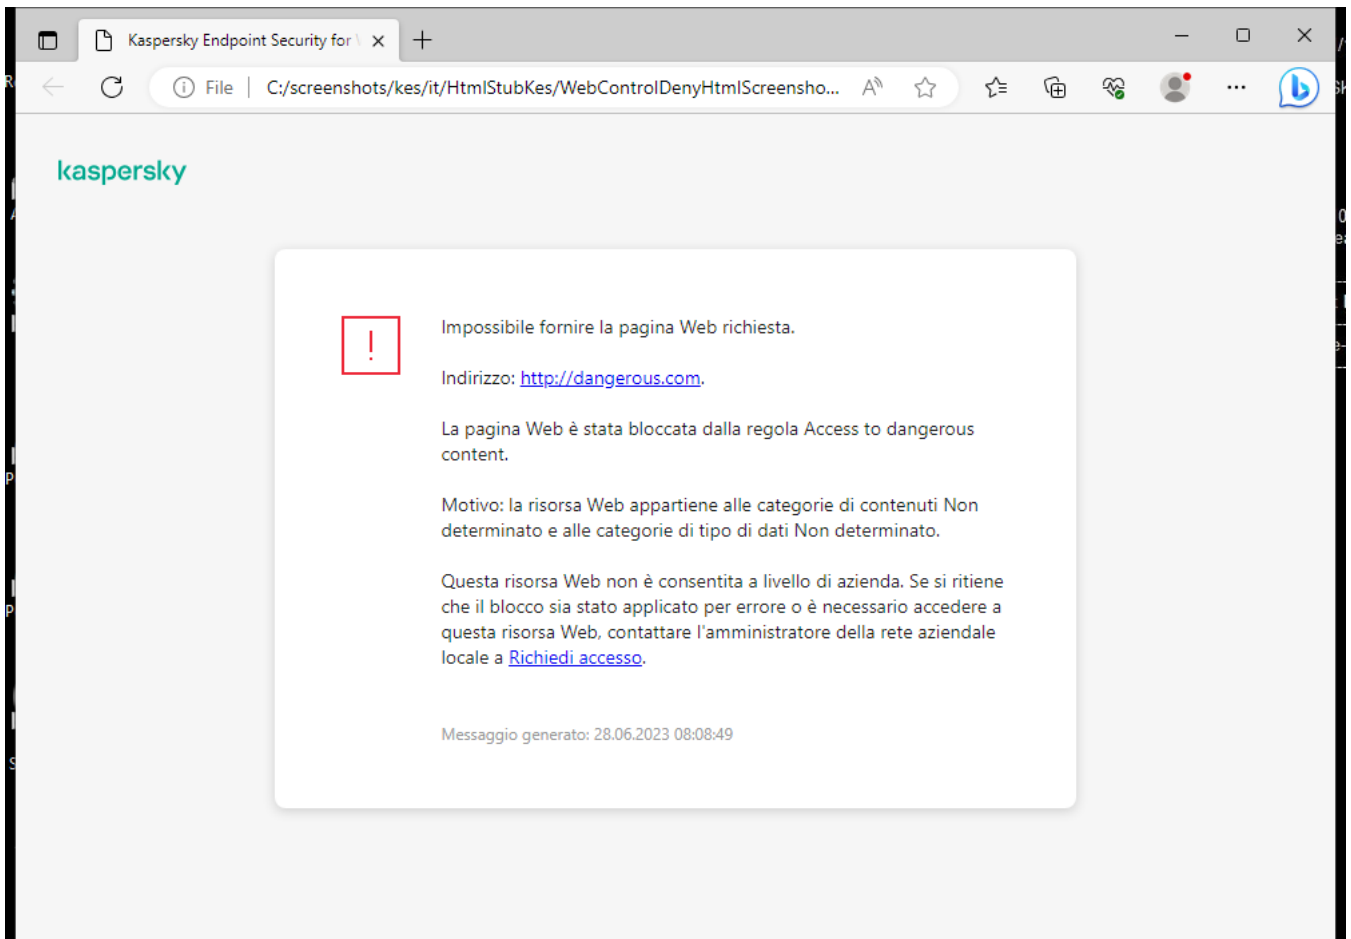 Kaspersky Endpoint Security for
File
C:/screenshots/kes/it/HtmlStubKes/WebControlDenyHtmlScreensho...
kaspersky
!
Impossibile fornire la pagina Web richiesta.
Indirizzo: http://dangerous.com.
La pagina Web è stata bloccata dalla regola Access to dangerous
content.
Motivo: la risorsa Web appartiene alle categorie di contenuti Non
determinato e alle categorie di tipo di dati Non determinato.
Questa risorsa Web non è consentita a livello di azienda. Se si ritiene
che il blocco sia stato applicato per errore o è necessario accedere a
questa risorsa Web, contattare l'amministratore della rete aziendale
locale a Richiedi accesso.
Messaggio generato: 28.06.2023 08:08:49